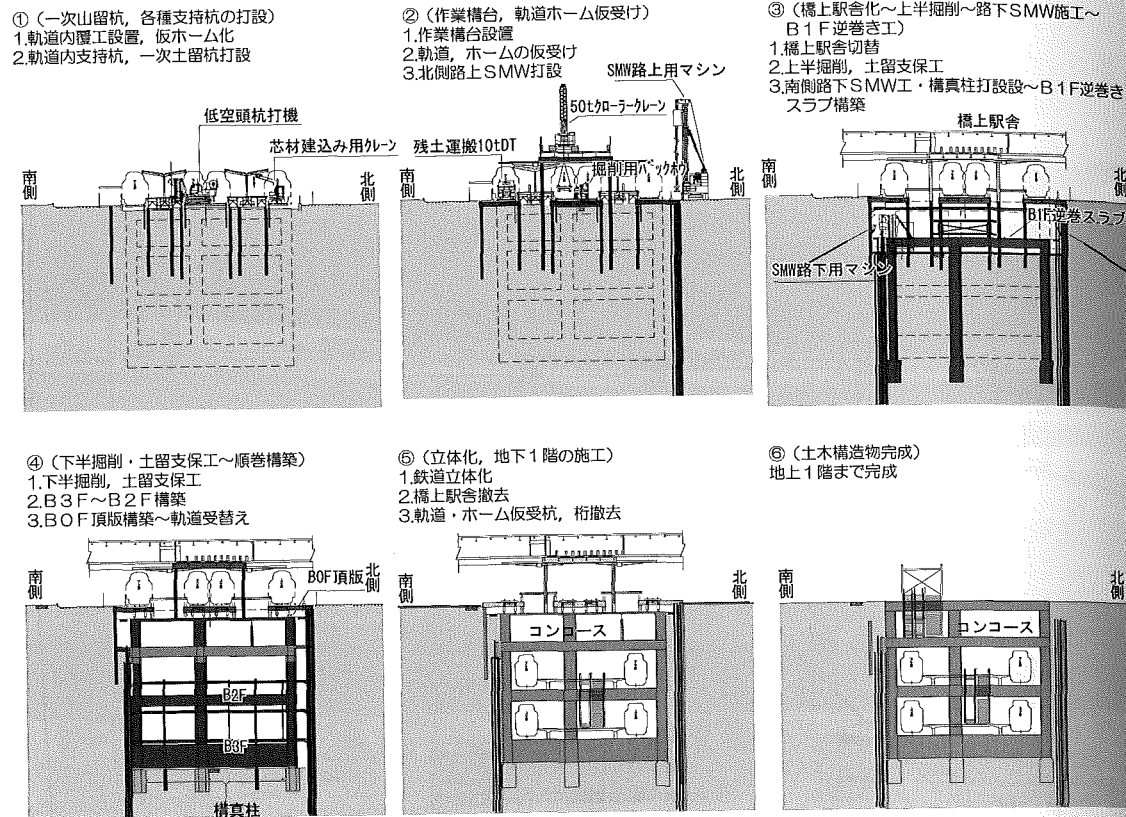 ①（一次山留杭，各種支持杭の打設）
1.軌道内覆工設置，仮ホーム化
2.軌道内支持杭，一次土留杭打設
低空頭杭打機
芯材建込み用クレーン
南側
北側
②（作業構台，軌道ホーム仮受け）
1.作業構台設置
2.軌道，ホームの仮受け
3.北側路上ＳＭＷ打設
SMW路上用マシン
50tクローラークレーン
残土運搬10tDT
掘削用バックホウ
南側
北側
③（橋上駅舎化～上半掘削～路下ＳＭＷ施工～
Ｂ１Ｆ逆巻き工）
1.橋上駅舎切替
2.上半掘削，土留支保工
3.南側路下ＳＭＷ工・構真柱打設設～Ｂ１Ｆ逆巻き
スラブ構築
橋上駅舎
南側
北側
B1F逆巻スラブ
SMW路下用マシン
④（下半掘削・土留支保工～順巻構築）
1.下半掘削，土留支保工
2.Ｂ３Ｆ～Ｂ２Ｆ構築
3.ＢＯＦ頂版構築～軌道受替え
南側
北側
BOF頂版
B2F
B3F
構真柱
⑤（立体化，地下１階の施工）
1.鉄道立体化
2.橋上駅舎撤去
3.軌道・ホーム仮受杭，桁撤去
南側
北側
コンコース
⑥（土木構造物完成）
地上１階まで完成
南側
北側
コンコース